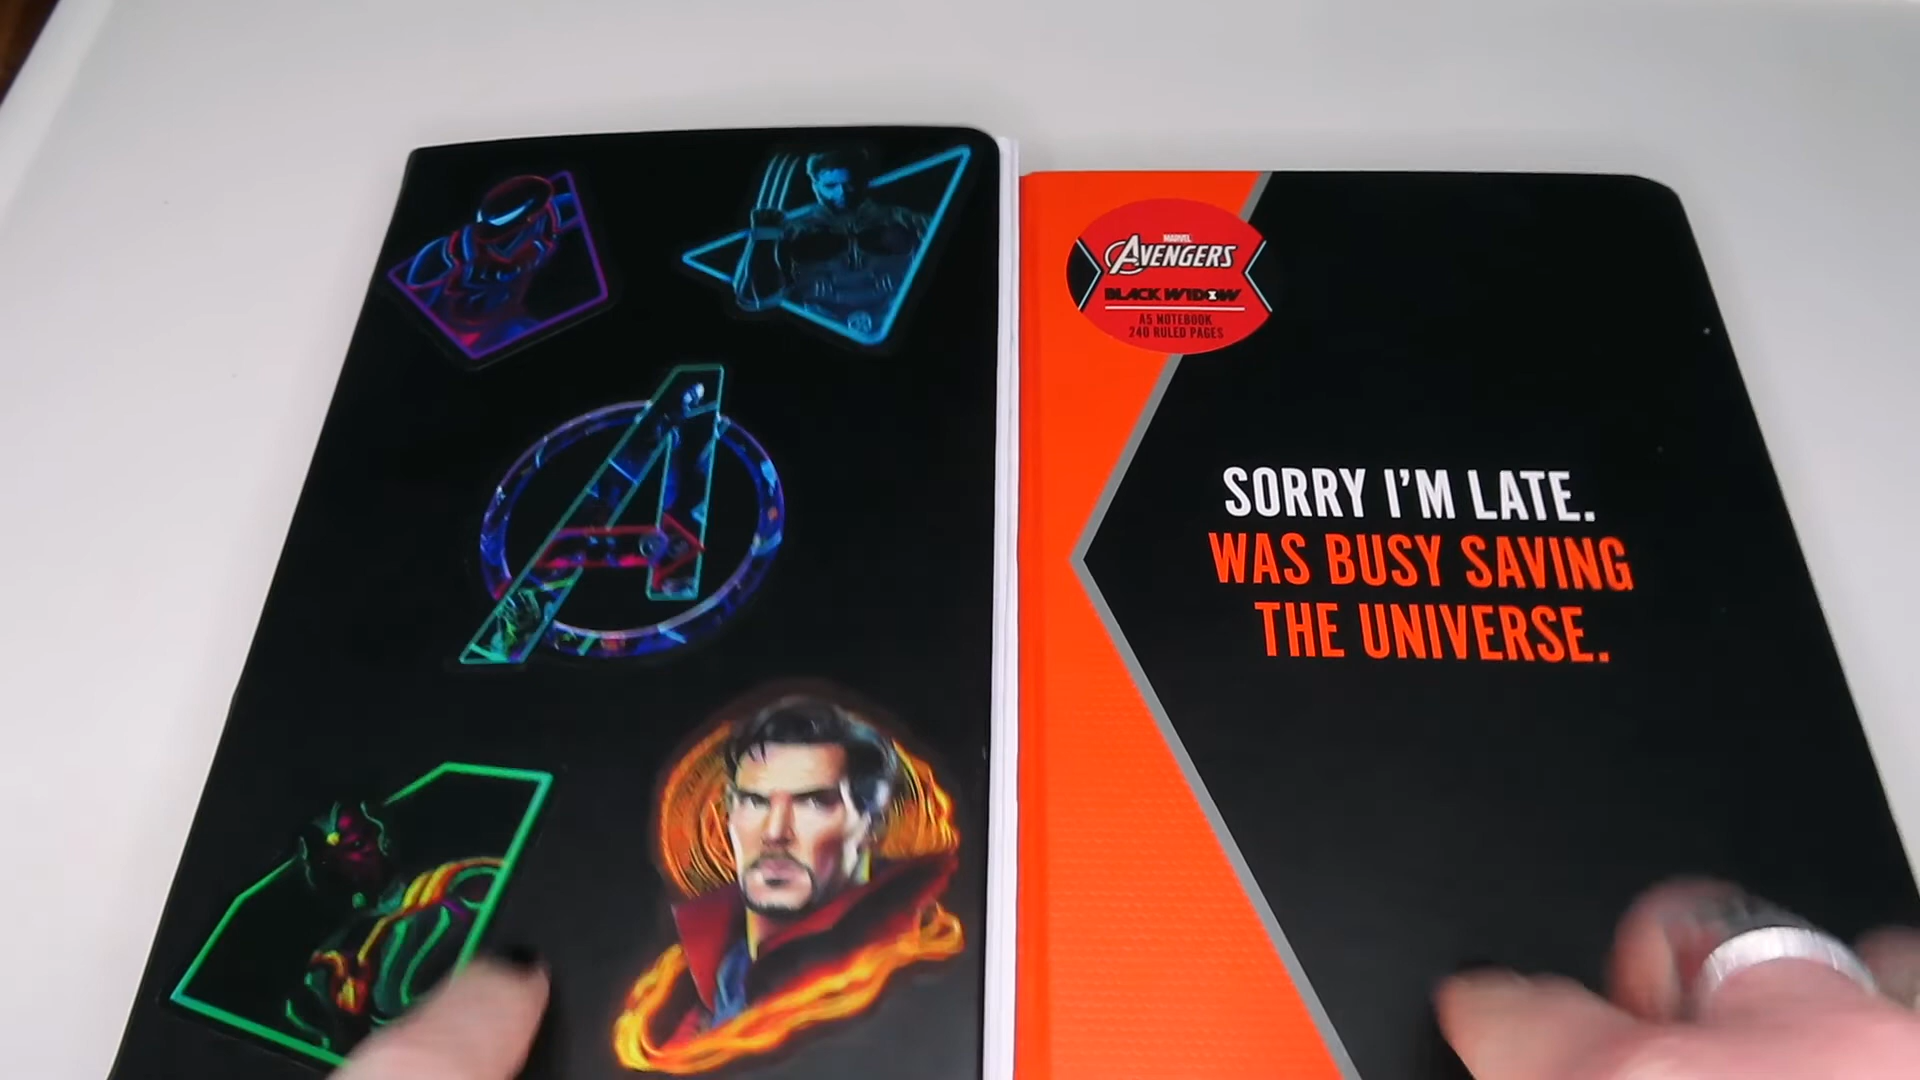 MARVEL
AVENGERS
BLACK WIDOW
A5 NOTEBOOK
240 RULED PAGES
SORRY I'M LATE.
WAS BUSY SAVING
THE UNIVERSE.